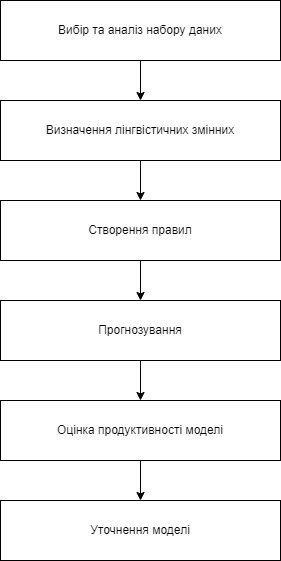 Вибір та аналіз набору даних
Визначення лінгвістичних змінних
Створення правил
Прогнозування
Оцінка продуктивності моделі
Уточнення моделі